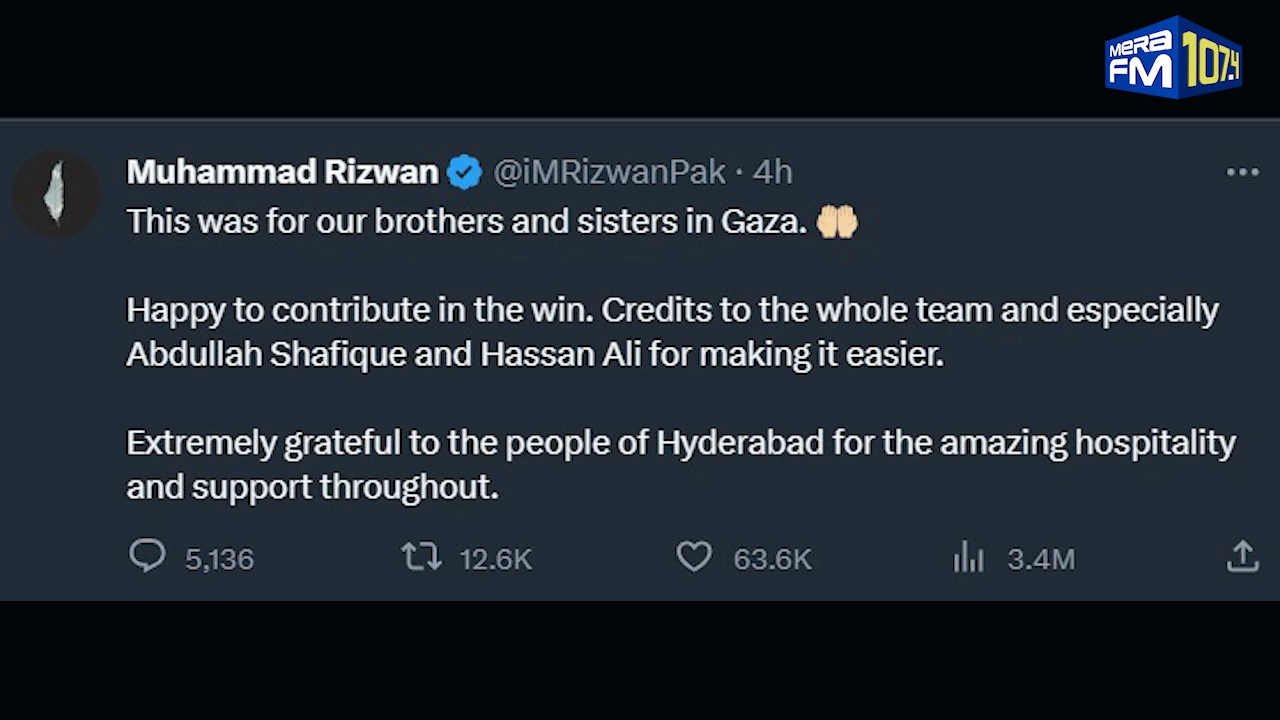 MERA
FM 107.4
Muhammad Rizwan @iMRizwanPak · 4h
This was for our brothers and sisters in Gaza. 🤲🏼
Happy to contribute in the win. Credits to the whole team and especially
Abdullah Shafique and Hassan Ali for making it easier.
Extremely grateful to the people of Hyderabad for the amazing hospitality
and support throughout.
5,136 12.6K 63.6K 3.4M